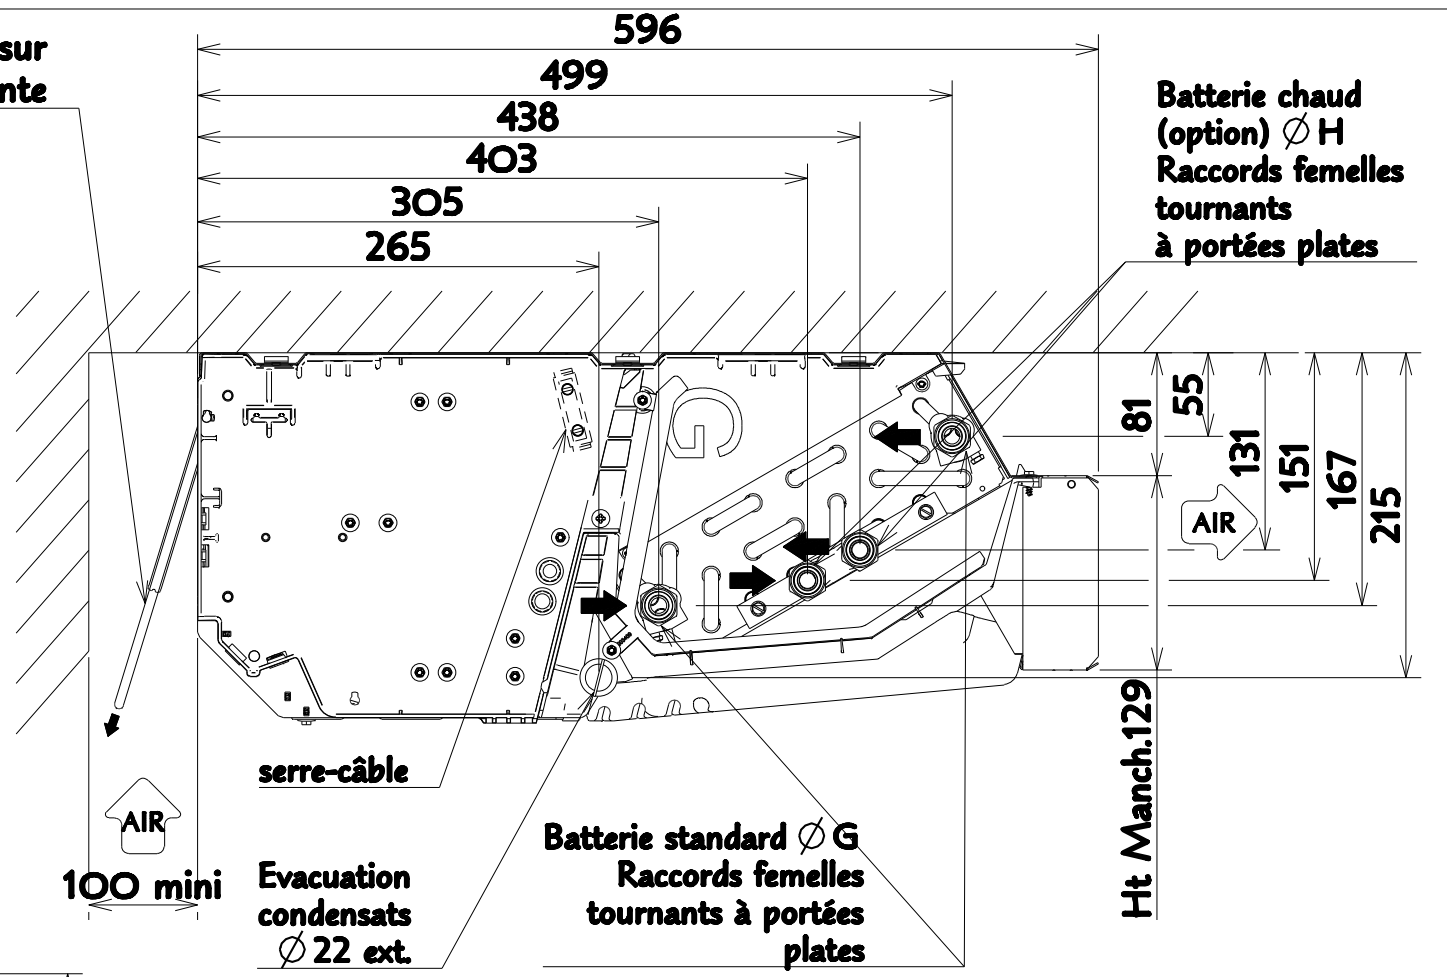 sur
nte
596
499
438
403
305
265
Batterie chaud
(option) Ø H
Raccords femelles
tournants
à portées plates
G
81
55
131
151
167
215
AIR
Ht Manch.129
serre-câble
AIR
100 mini
Evacuation
condensats
Ø 22 ext.
Batterie standard Ø G
Raccords femelles
tournants à portées
plates